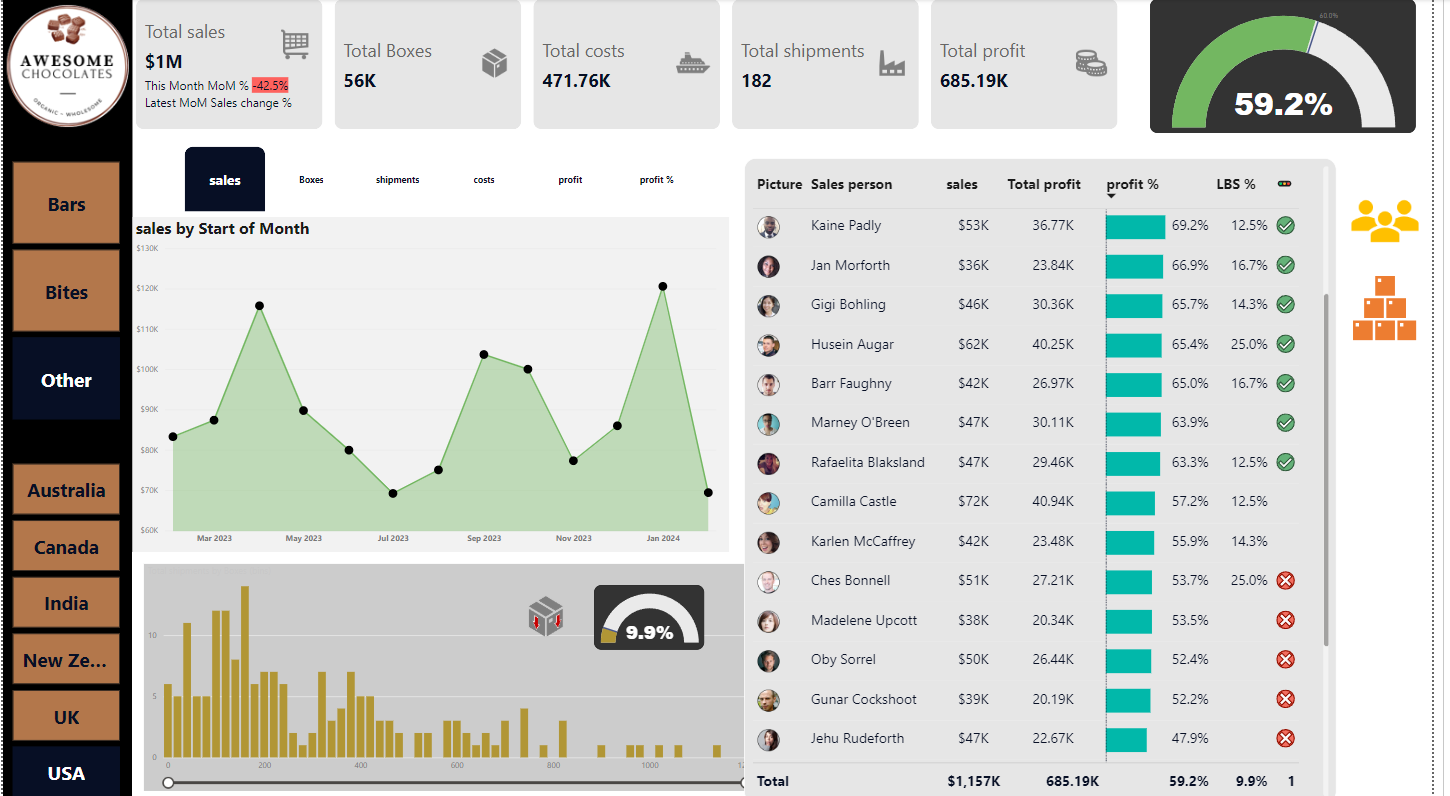 AWESOME
CHOCOLATES
ORGANIC ~ WHOLESOME
Total sales
$1M
This Month MoM % -42.5%
Latest MoM Sales change %
Total Boxes
56K
Total costs
471.76K
Total shipments
182
Total profit
685.19K
60.0%
59.2%
Bars
Bites
Other
Australia
Canada
India
New Ze...
UK
USA
sales Boxes shipments costs profit profit %
sales by Start of Month
$130K
$120K
$110K
$100K
$90K
$80K
$70K
$60K
Mar 2023 May 2023 Jul 2023 Sep 2023 Nov 2023 Jan 2024
9.9%
10
5
0
0 200 400 600 800 1000
Picture Sales person sales Total profit profit % LBS %
Kaine Padly $53K 36.77K 69.2% 12.5%
Jan Morforth $36K 23.84K 66.9% 16.7%
Gigi Bohling $46K 30.36K 65.7% 14.3%
Husein Augar $62K 40.25K 65.4% 25.0%
Barr Faughny $42K 26.97K 65.0% 16.7%
Marney O'Breen $47K 30.11K 63.9%
Rafaelita Blaksland $47K 29.46K 63.3% 12.5%
Camilla Castle $72K 40.94K 57.2% 12.5%
Karlen McCaffrey $42K 23.48K 55.9% 14.3%
Ches Bonnell $51K 27.21K 53.7% 25.0%
Madelene Upcott $38K 20.34K 53.5%
Oby Sorrel $50K 26.44K 52.4%
Gunar Cockshoot $39K 20.19K 52.2%
Jehu Rudeforth $47K 22.67K 47.9%
Total $1,157K 685.19K 59.2% 9.9% 1